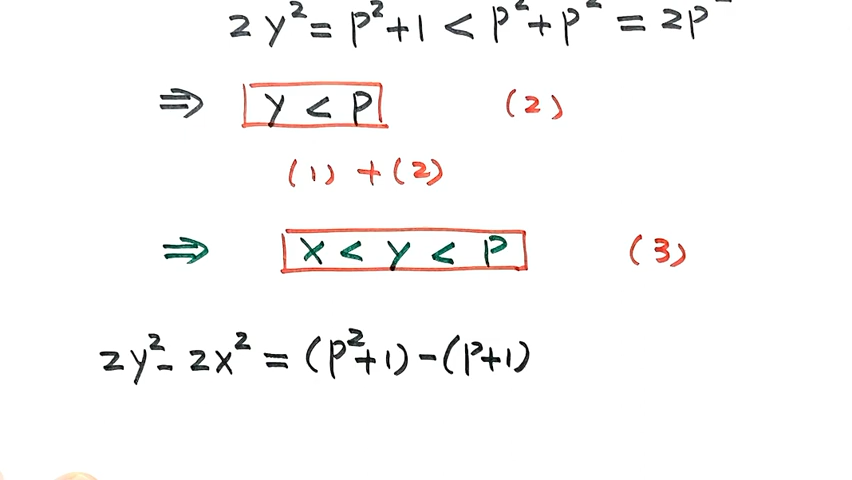 2y² = p²+1 < p²+p² = 2p²
⇒ y < p (2)
(1) + (2)
⇒ x < y < p (3)
2y² - 2x² = (p²+1) - (p+1)